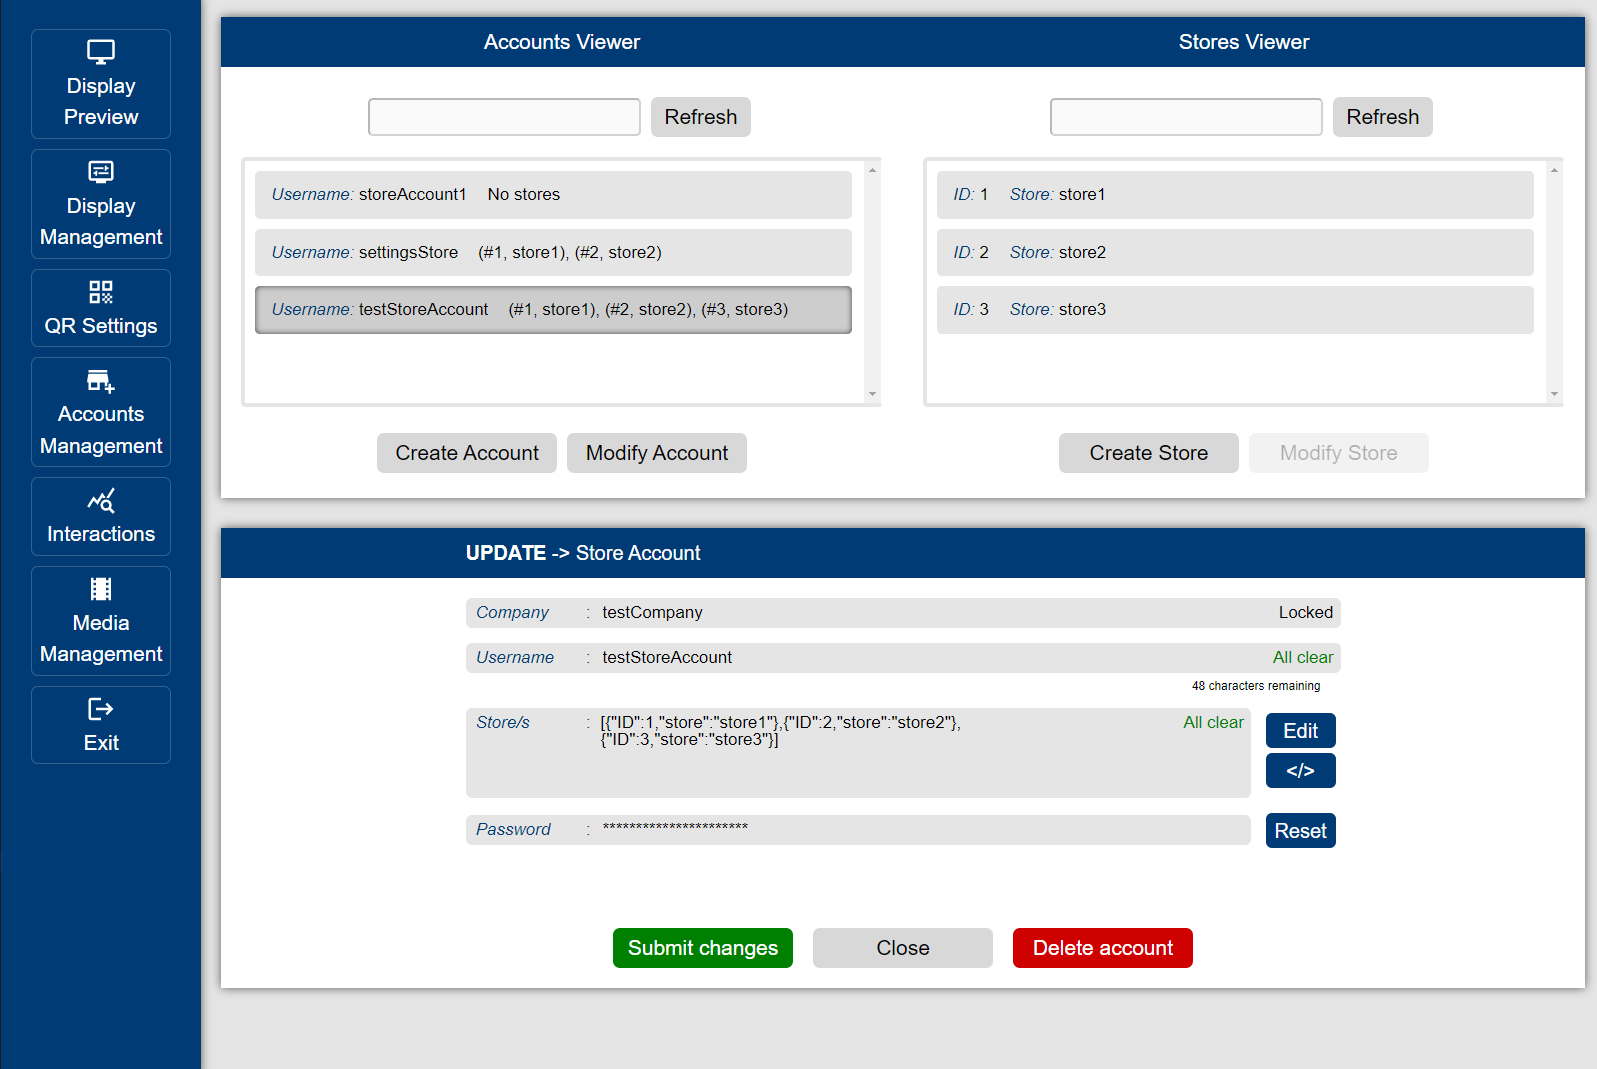 Display
Preview
Display
Management
QR Settings
Accounts
Management
Interactions
Media
Management
Exit
Accounts Viewer
Refresh
Username: storeAccount1 No stores
Username: settingsStore (#1, store1), (#2, store2)
Username: testStoreAccount (#1, store1), (#2, store2), (#3, store3)
Create Account Modify Account
Stores Viewer
Refresh
ID: 1 Store: store1
ID: 2 Store: store2
ID: 3 Store: store3
Create Store Modify Store
UPDATE -> Store Account
Company : testCompany Locked
Username : testStoreAccount All clear
48 characters remaining
Store/s : [{"ID":1,"store":"store1"},{"ID":2,"store":"store2"}, All clear Edit
{"ID":3,"store":"store3"}]
</>
Password : ********************** Reset
Submit changes Close Delete account